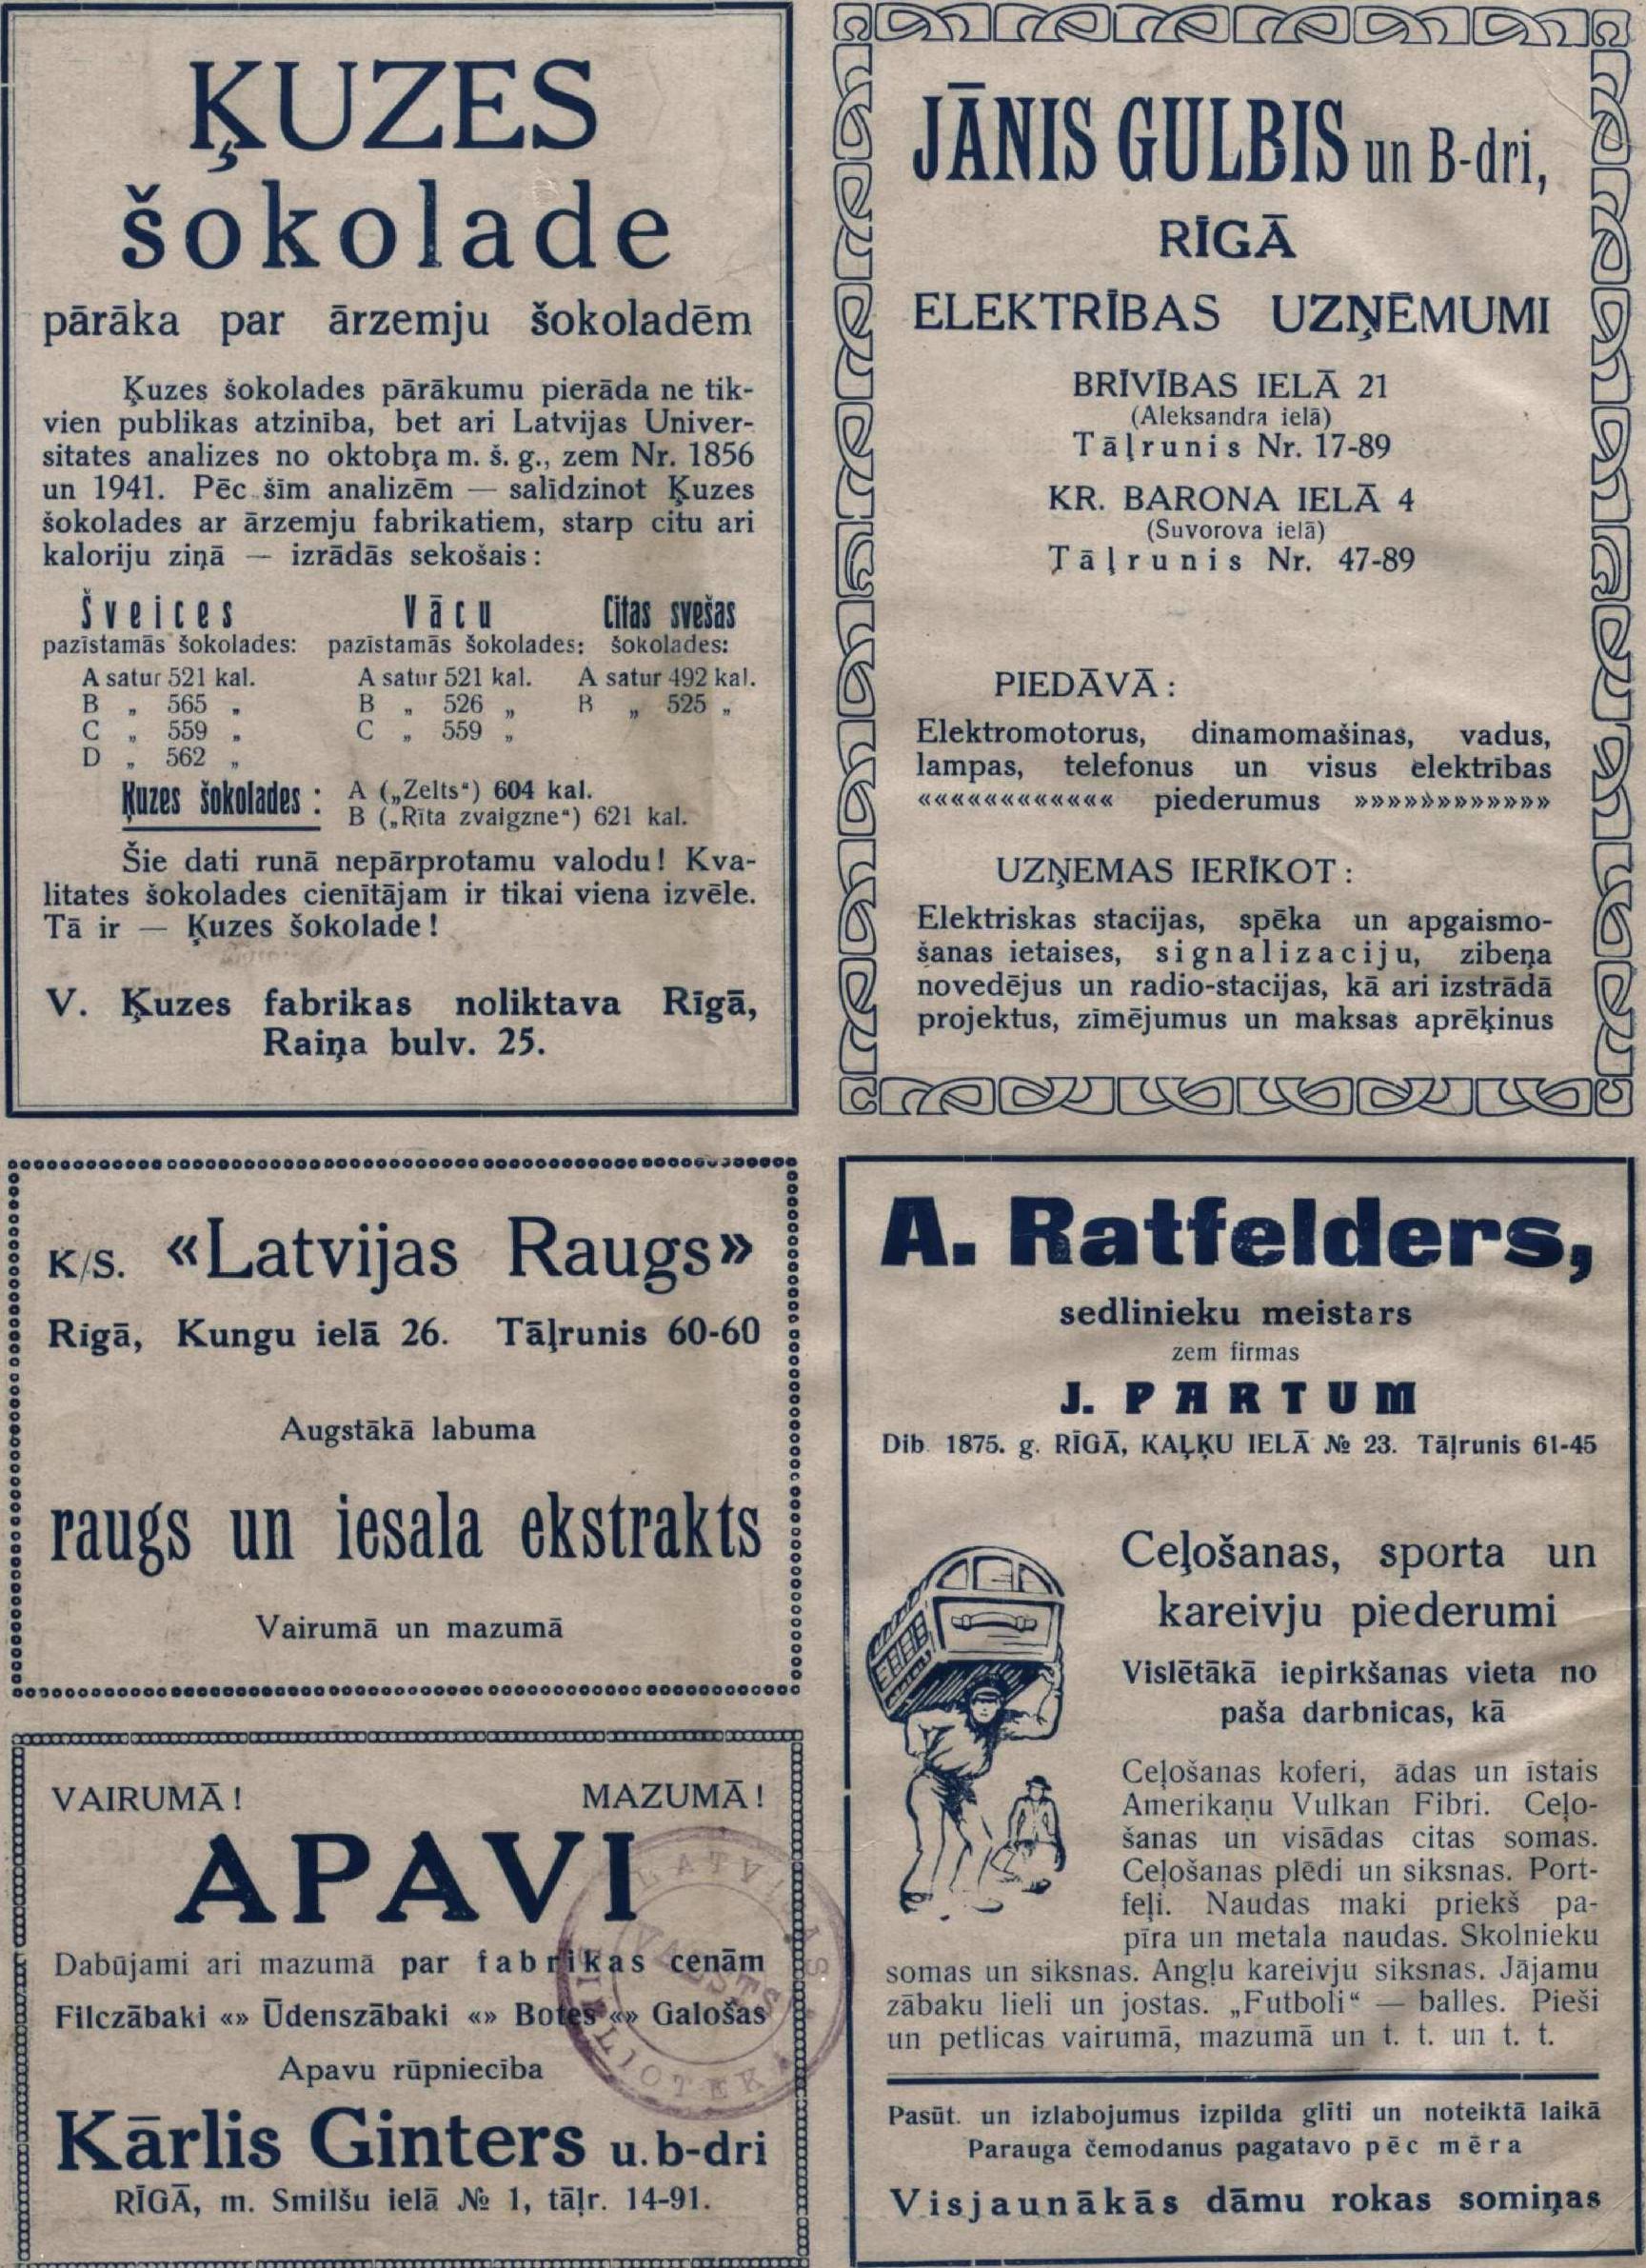 ĶUZES
šokolade
pārāka par ārzemju šokoladēm
Ķuzes šokolades pārākumu pierāda ne tik-
vien publikas atzinība, bet ari Latvijas Univer-
sitates analizes no oktobŗa m. š. g., zem Nr. 1856
un 1941. Pēc šīm analizēm — salīdzinot Ķuzes
šokolades ar ārzemju fabrikatiem, starp citu ari
kaloriju ziņā — izrādās sekošais:
Šveices Vācu Citas svešas
pazīstamās šokolades: pazīstamās šokolades: šokolades:
A satur 521 kal. A satur 521 kal. A satur 492 kal.
B „ 565 „ B „ 526 „ B „ 525 „
C „ 559 „ C „ 559 „
D „ 562 „
Ķuzes šokolades: A („Zelts“) 604 kal.
B („Rīta zvaigzne“) 621 kal.
Šie dati runā nepārprotamu valodu! Kva-
litates šokolades cienītājam ir tikai viena izvēle.
Tā ir — Ķuzes šokolade!
V. Ķuzes fabrikas noliktava Rīgā,
Raiņa bulv. 25.
JĀNIS GULBIS un B-dri,
RĪGĀ
ELEKTRĪBAS UZŅĒMUMI
BRĪVĪBAS IELĀ 21
(Aleksandra ielā)
Tāļrunis Nr. 17-89
KR. BARONA IELĀ 4
(Suvorova ielā)
Tāļrunis Nr. 47-89
PIEDĀVĀ:
Elektromotorus, dinamomašinas, vadus,
lampas, telefonus un visus elektrības
«««««««««««« piederumus »»»»»»»»»»»»
UZŅEMAS IERĪKOT:
Elektriskas stacijas, spēka un apgaismo-
šanas ietaises, signalizaciju, zibeņa
novedējus un radio-stacijas, kā ari izstrādā
projektus, zīmējumus un maksas aprēķinus
K/S. «Latvijas Raugs»
Rīgā, Kungu ielā 26. Tāļrunis 60-60
Augstākā labuma
raugs un iesala ekstrakts
Vairumā un mazumā
VAIRUMĀ! MAZUMĀ!
APAVI
Dabūjami ari mazumā par fabrikas cenām
Filczābaki «» Ūdenszābaki «» Botes «» Galošas
Apavu rūpniecība
Kārlis Ginters u. b-dri
RĪGĀ, m. Smilšu ielā № 1, tāļr. 14-91.
LATVIJAS
VALSTS
BIBLIOTEKA
A. Ratfelders,
sedlinieku meistars
zem firmas
J. PARTUM
Dib. 1875. g. RĪGĀ, KAĻĶU IELĀ № 23. Tāļrunis 61-45
Ceļošanas, sporta un
kareivju piederumi
Vislētākā iepirkšanas vieta no
paša darbnicas, kā
Ceļošanas koferi, ādas un īstais
Amerikaņu Vulkan Fibri. Ceļo-
šanas un visādas citas somas.
Ceļošanas plēdi un siksnas. Port-
feļi. Naudas maki priekš pa-
pīra un metala naudas. Skolnieku
somas un siksnas. Angļu kareivju siksnas. Jājamu
zābaku lieli un jostas. „Futboli“ — balles. Pieši
un petlicas vairumā, mazumā un t. t. un t. t.
Pasūt. un izlabojumus izpilda glīti un noteiktā laikā
Parauga čemodanus pagatavo pēc mēra
Visjaunākās dāmu rokas somiņas